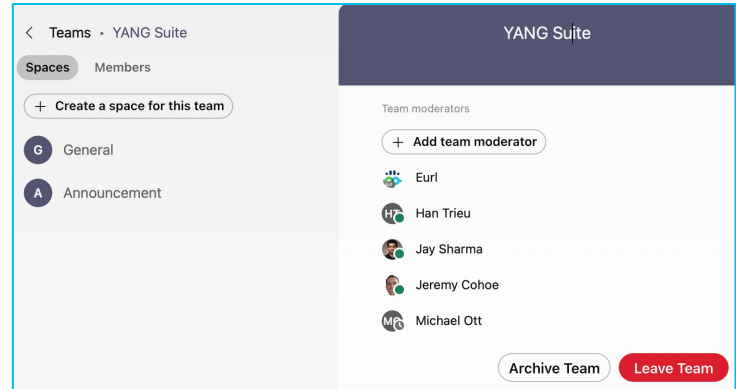 Teams • YANG Suite
Spaces Members
+ Create a space for this team
G General
A Announcement
YANG Suite
Team moderators
+ Add team moderator
Eurl
HT Han Trieu
Jay Sharma
Jeremy Cohoe
Michael Ott
Archive Team Leave Team